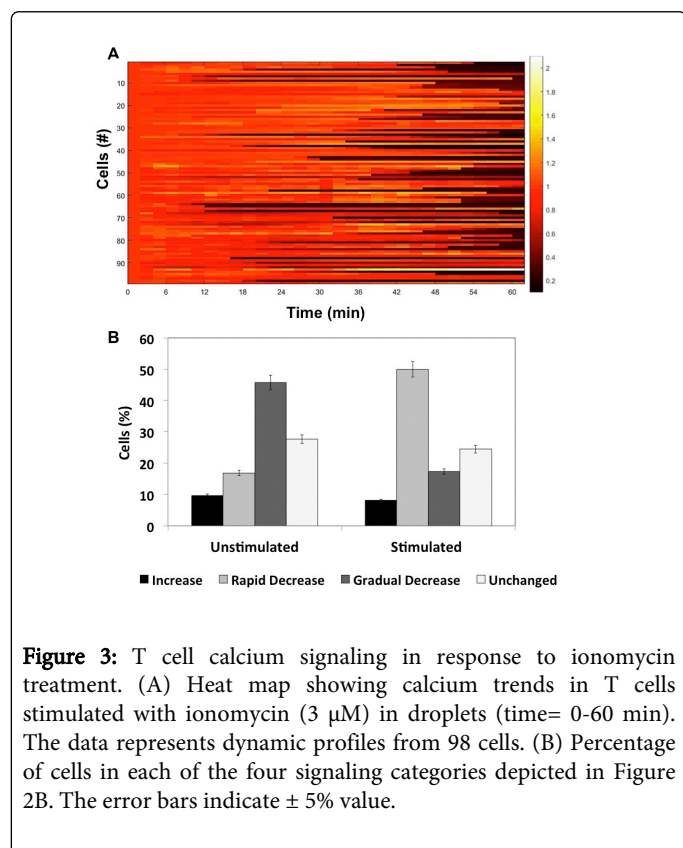 A
Cells (#)
10
20
30
40
50
60
70
80
90
0 6 12 18 24 30 36 42 48 54 60
Time (min)
2
1.8
1.6
1.4
1.2
1
0.8
0.6
0.4
0.2
B
Cells (%)
60
50
40
30
20
10
0
Unstimulated Stimulated
Increase Rapid Decrease Gradual Decrease Unchanged
Figure 3: T cell calcium signaling in response to ionomycin
treatment. (A) Heat map showing calcium trends in T cells
stimulated with ionomycin (3 μM) in droplets (time= 0-60 min).
The data represents dynamic profiles from 98 cells. (B) Percentage
of cells in each of the four signaling categories depicted in Figure
2B. The error bars indicate ± 5% value.